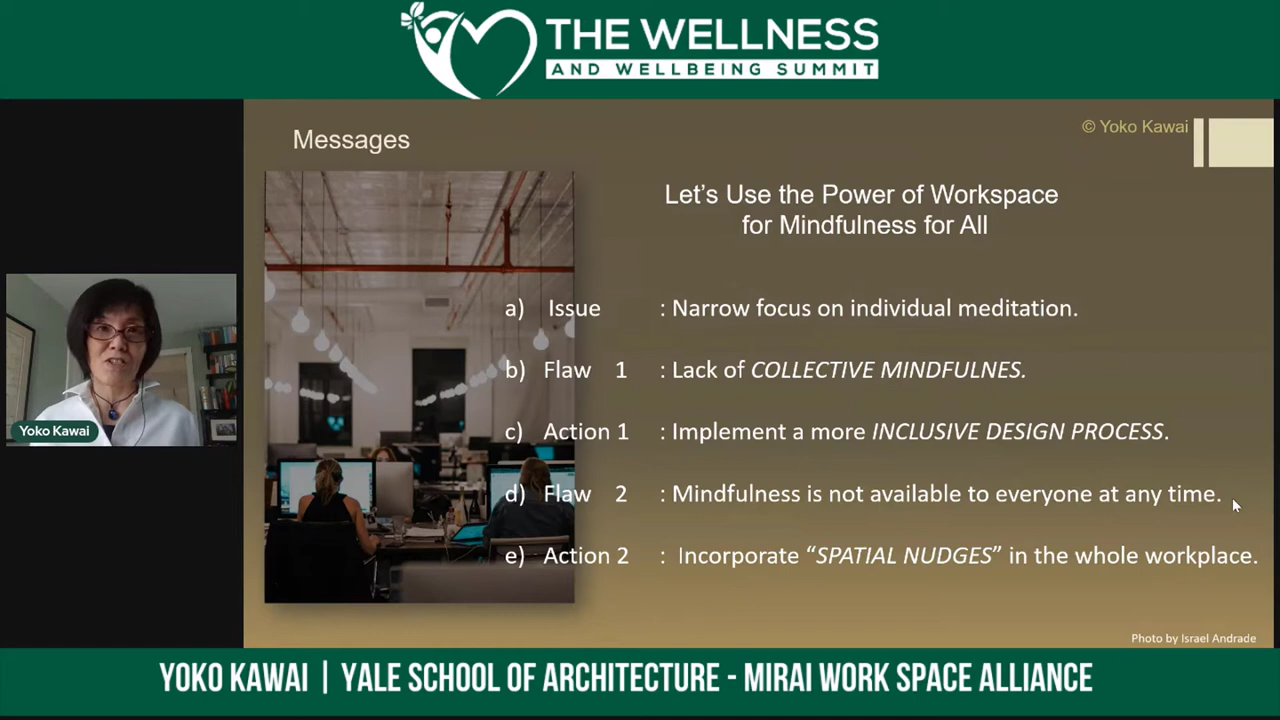 THE WELLNESS
AND WELLBEING SUMMIT
© Yoko Kawai
Messages
Let's Use the Power of Workspace
for Mindfulness for All
a) Issue : Narrow focus on individual meditation.
b) Flaw 1 : Lack of COLLECTIVE MINDFULNES.
c) Action 1 : Implement a more INCLUSIVE DESIGN PROCESS.
d) Flaw 2 : Mindfulness is not available to everyone at any time.
e) Action 2 : Incorporate “SPATIAL NUDGES” in the whole workplace.
Yoko Kawai
Photo by Israel Andrade
YOKO KAWAI | YALE SCHOOL OF ARCHITECTURE - MIRAI WORK SPACE ALLIANCE